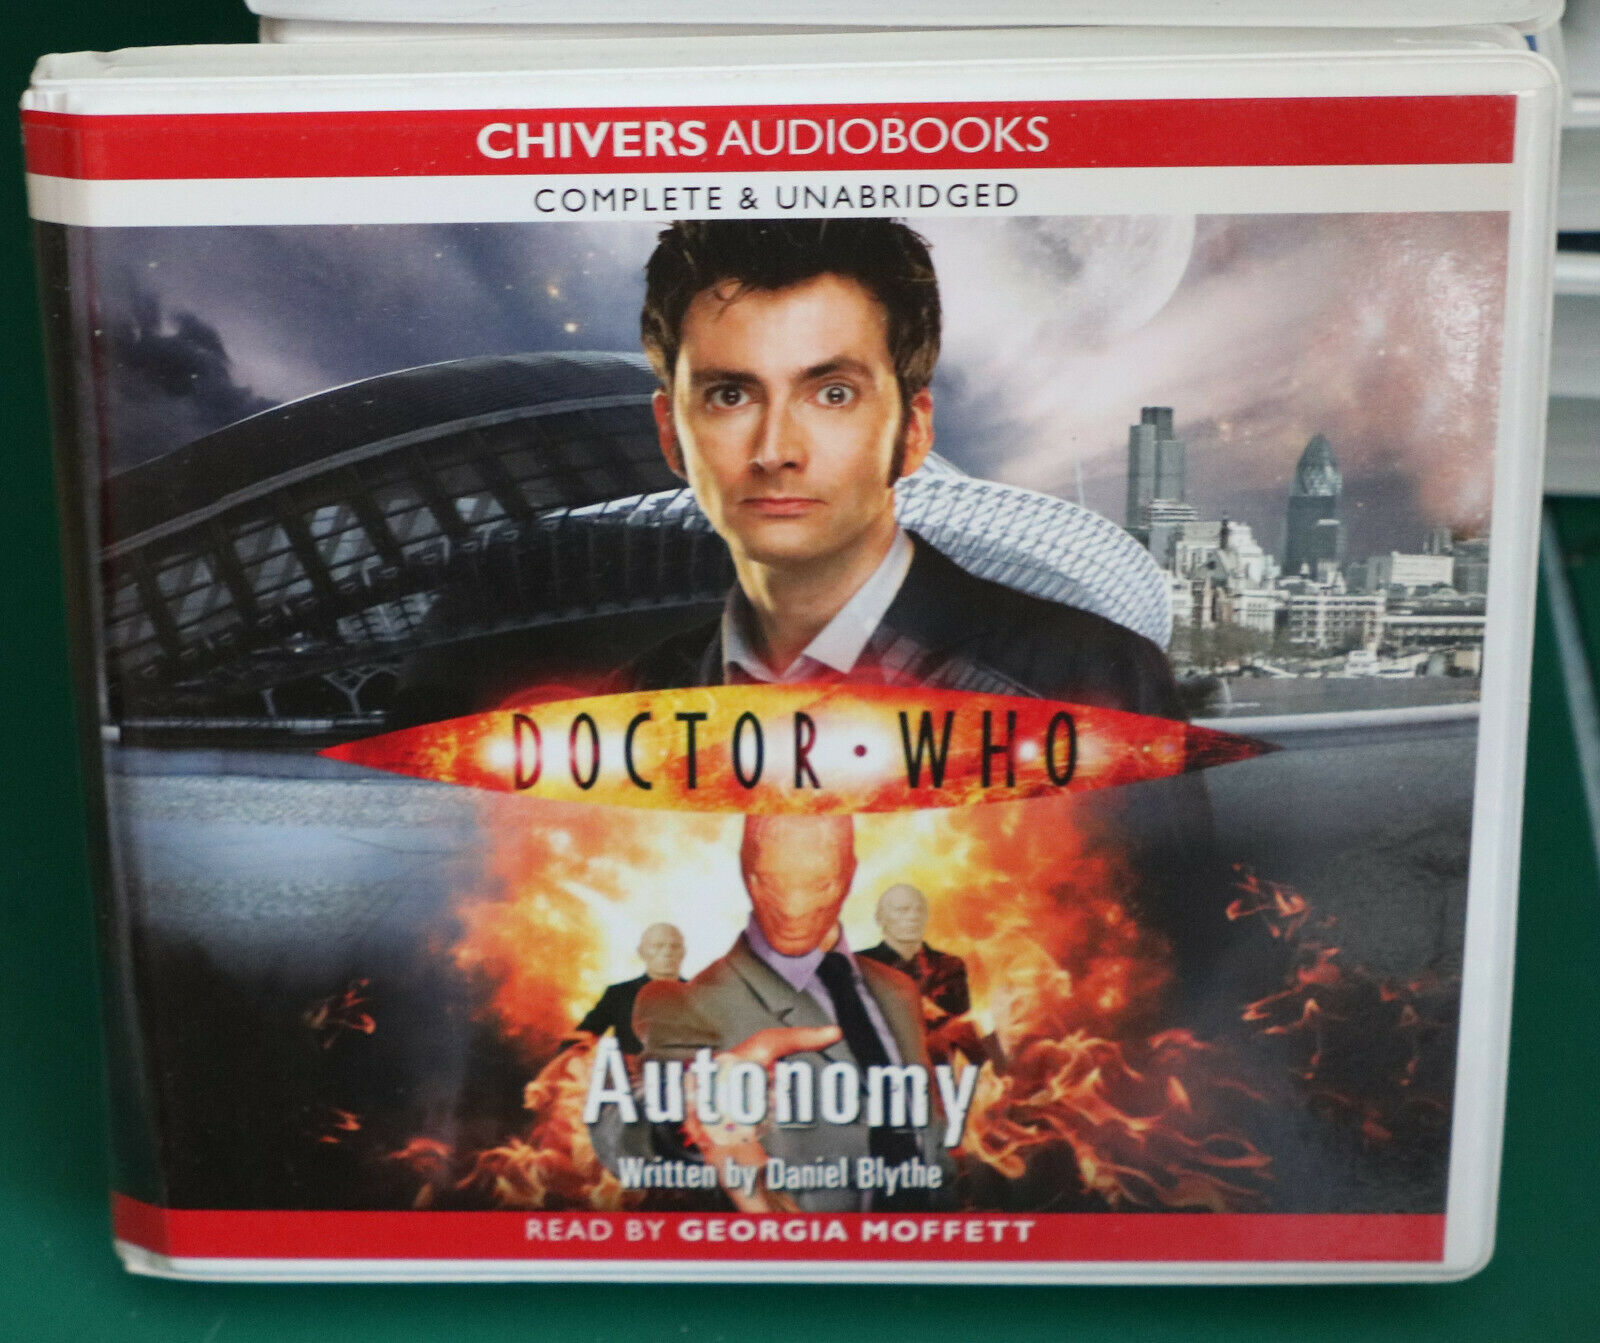 CHIVERS AUDIOBOOKS
COMPLETE & UNABRIDGED
DOCTOR · WHO
Autonomy
Written by Daniel Blythe
READ BY GEORGIA MOFFETT